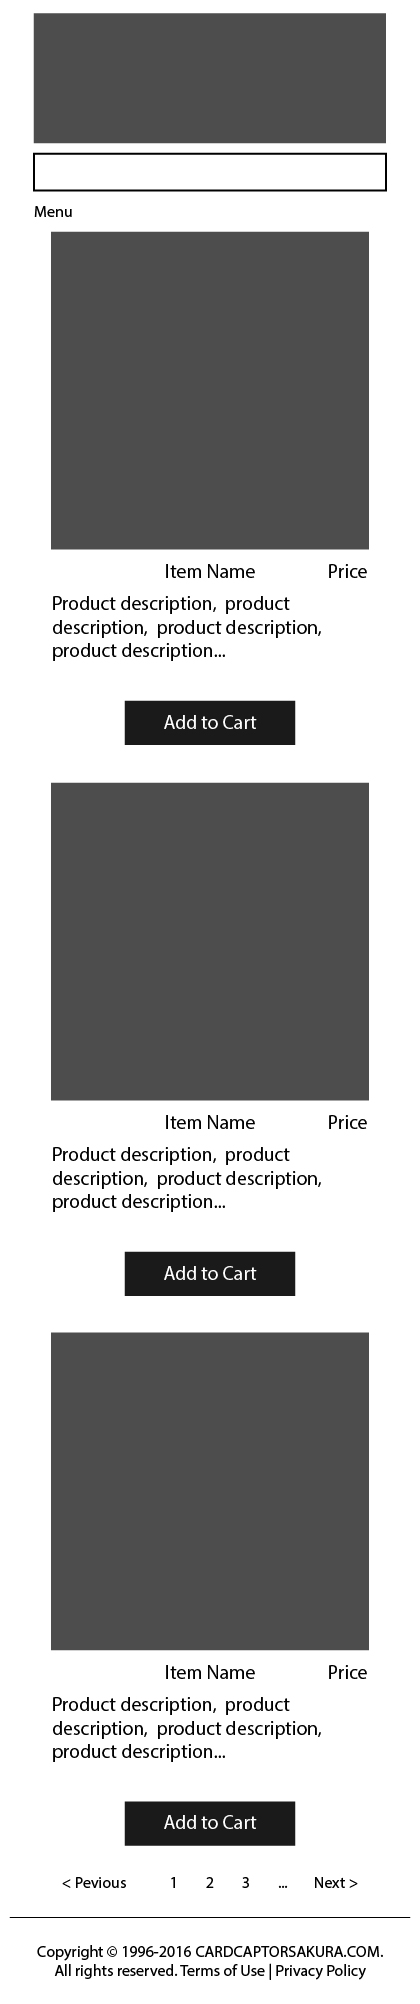 Menu
Item Name Price
Product description, product
description, product description,
product description...
Add to Cart
Item Name Price
Product description, product
description, product description,
product description...
Add to Cart
Item Name Price
Product description, product
description, product description,
product description...
Add to Cart
< Pevious 1 2 3 ... Next >
Copyright © 1996-2016 CARDCAPTORSAKURA.COM.
All rights reserved. Terms of Use | Privacy Policy